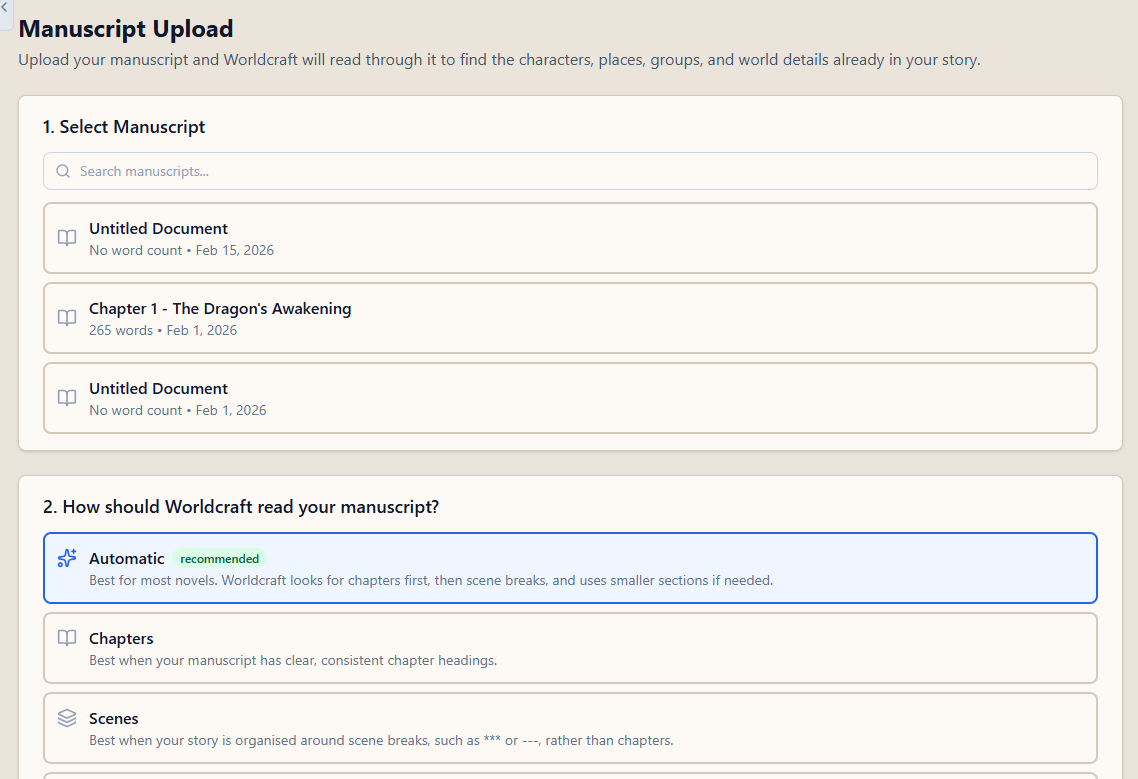 Manuscript Upload
Upload your manuscript and Worldcraft will read through it to find the characters, places, groups, and world details already in your story.
1. Select Manuscript
Search manuscripts...
Untitled Document
No word count • Feb 15, 2026
Chapter 1 - The Dragon's Awakening
265 words • Feb 1, 2026
Untitled Document
No word count • Feb 1, 2026
2. How should Worldcraft read your manuscript?
Automatic recommended
Best for most novels. Worldcraft looks for chapters first, then scene breaks, and uses smaller sections if needed.
Chapters
Best when your manuscript has clear, consistent chapter headings.
Scenes
Best when your story is organised around scene breaks, such as *** or ---, rather than chapters.